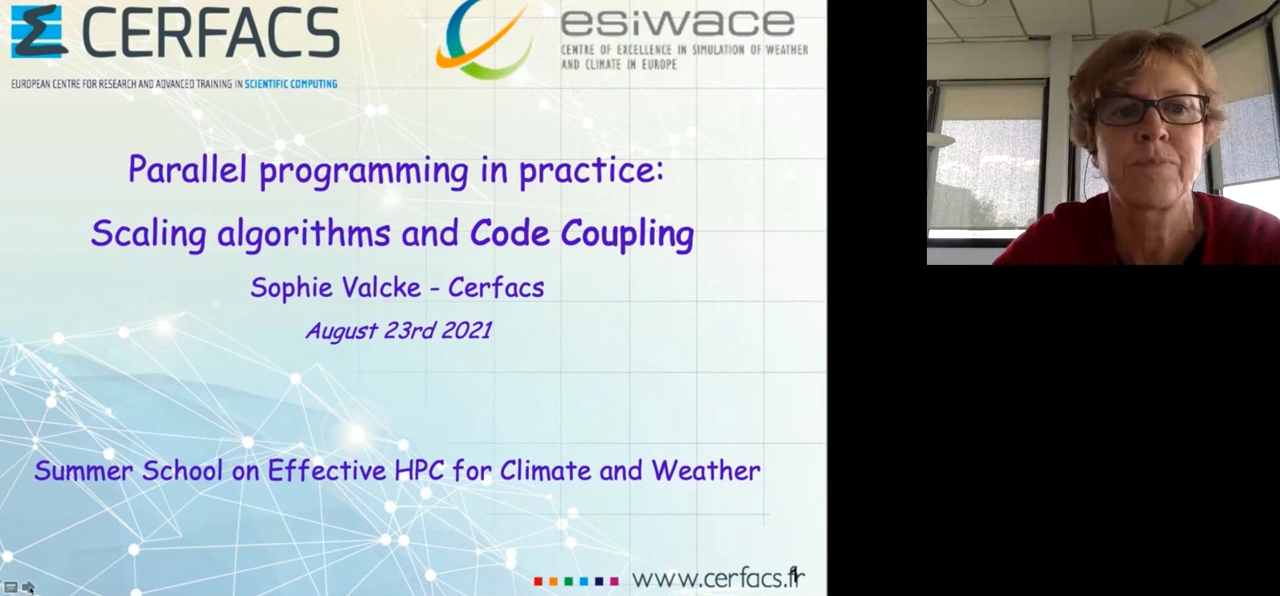 CERFACS
EUROPEAN CENTRE FOR RESEARCH AND ADVANCED TRAINING IN SCIENTIFIC COMPUTING
esiwace
CENTRE OF EXCELLENCE IN SIMULATION OF WEATHER
AND CLIMATE IN EUROPE
Parallel programming in practice:
Scaling algorithms and Code Coupling
Sophie Valcke - Cerfacs
August 23rd 2021
Summer School on Effective HPC for Climate and Weather
www.cerfacs.fr